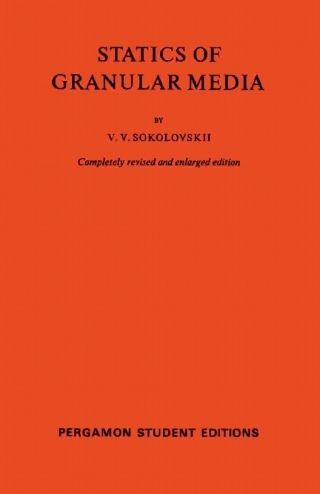 STATICS OF
GRANULAR MEDIA
BY
V. V. SOKOLOVSKII
Completely revised and enlarged edition
PERGAMON STUDENT EDITIONS